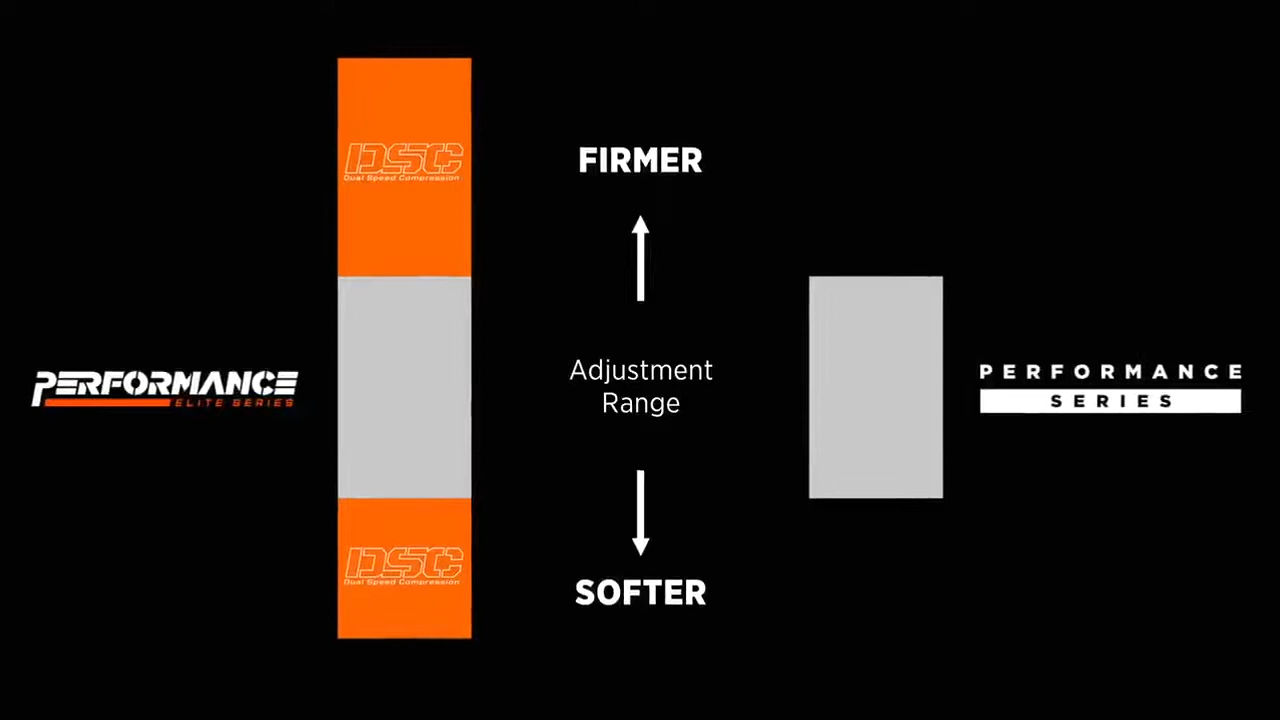 DSC
Dual Speed Compression
FIRMER
PERFORMANCE
ELITE SERIES
Adjustment
Range
PERFORMANCE
SERIES
DSC
Dual Speed Compression
SOFTER